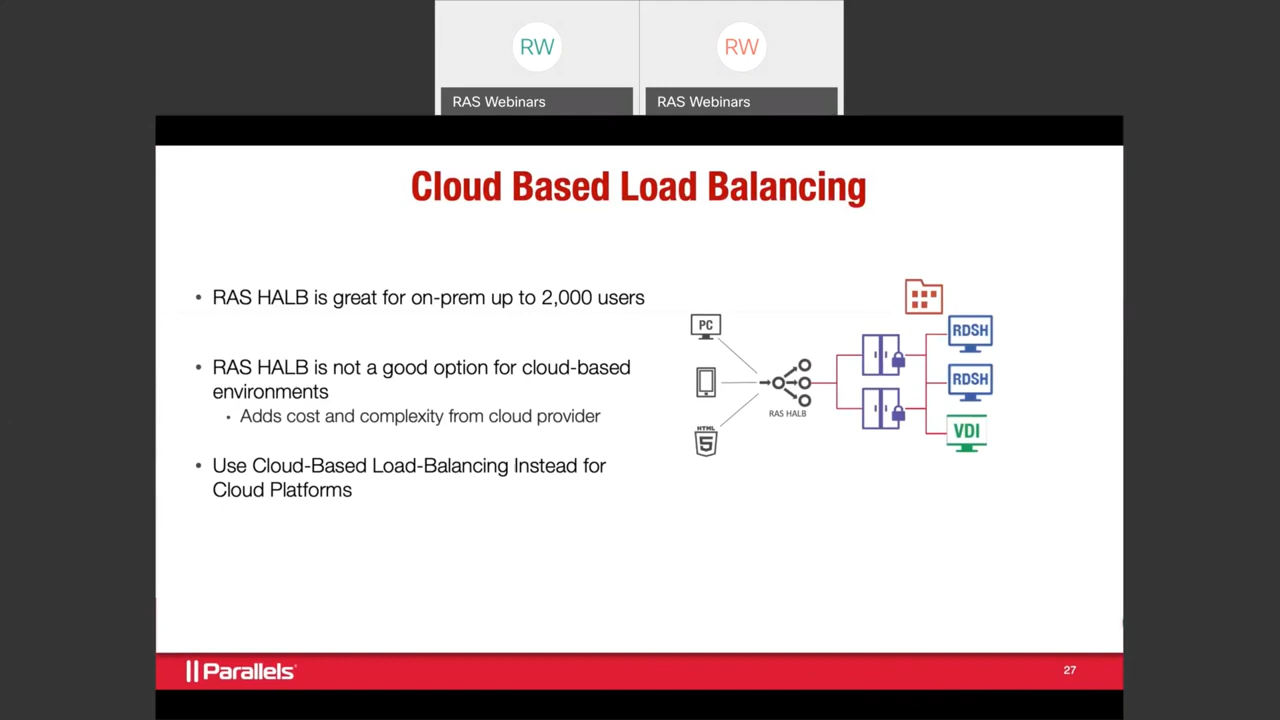 RW
RW
RAS Webinars
RAS Webinars
Cloud Based Load Balancing
• RAS HALB is great for on-prem up to 2,000 users
• RAS HALB is not a good option for cloud-based
environments
• Adds cost and complexity from cloud provider
• Use Cloud-Based Load-Balancing Instead for
Cloud Platforms
PC
HTML
5
RAS HALB
RDSH
RDSH
VDI
Parallels®
27